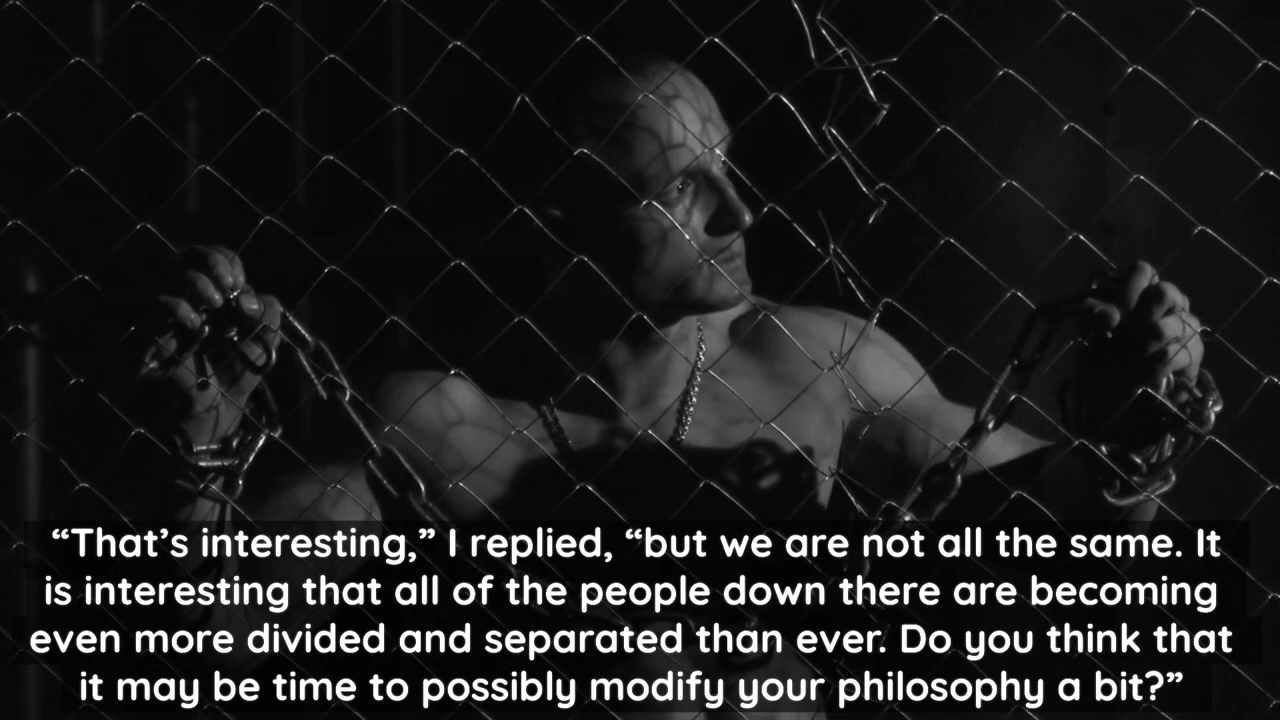 “That’s interesting,” I replied, “but we are not all the same. It
is interesting that all of the people down there are becoming
even more divided and separated than ever. Do you think that
it may be time to possibly modify your philosophy a bit?”